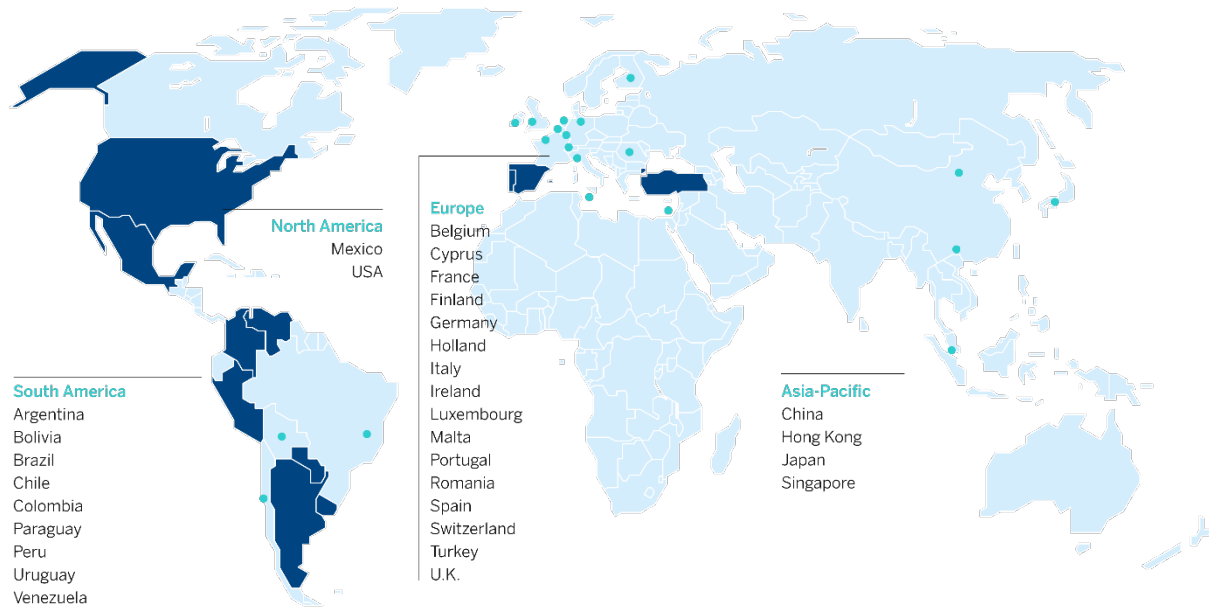 North America
Mexico
USA
South America
Argentina
Bolivia
Brazil
Chile
Colombia
Paraguay
Peru
Uruguay
Venezuela
Europe
Belgium
Cyprus
France
Finland
Germany
Holland
Italy
Ireland
Luxembourg
Malta
Portugal
Romania
Spain
Switzerland
Turkey
U.K.
Asia-Pacific
China
Hong Kong
Japan
Singapore